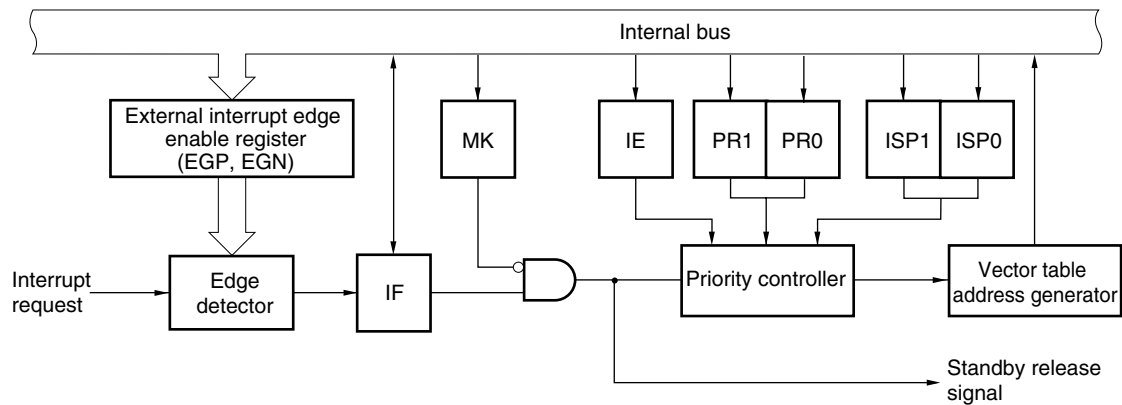 Internal bus
External interrupt edge
enable register
(EGP, EGN)
MK
IE
PR1
PR0
ISP1
ISP0
Interrupt
request
Edge
detector
IF
Priority controller
Vector table
address generator
Standby release
signal